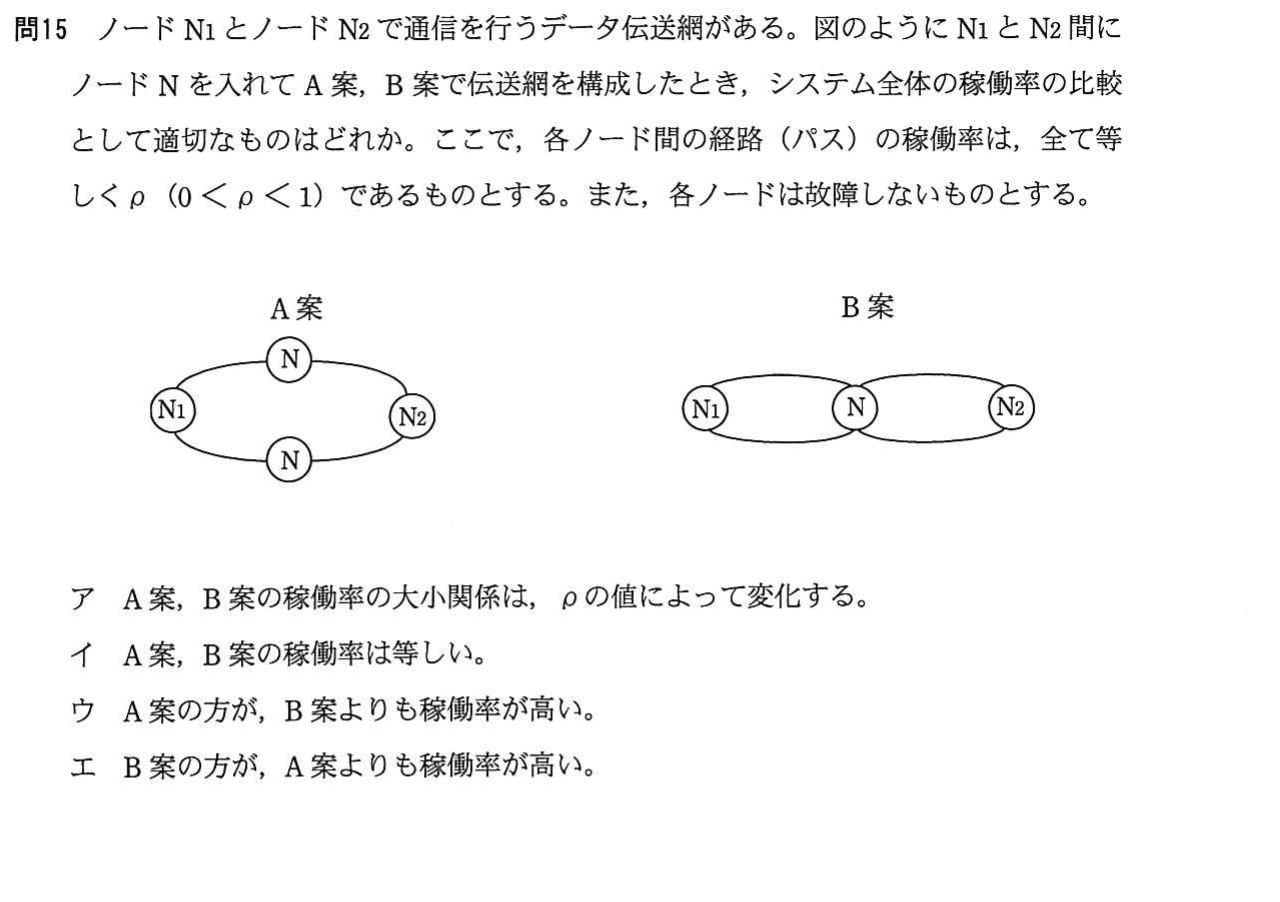 問15 ノード N1 とノード N2 で通信を行うデータ伝送網がある。図のように N1 と N2 間に
ノード N を入れて A 案，B 案で伝送網を構成したとき，システム全体の稼働率の比較
として適切なものはどれか。ここで，各ノード間の経路（パス）の稼働率は，全て等
しくρ（0＜ρ＜1）であるものとする。また，各ノードは故障しないものとする。
A 案
B 案
N
N1
N2
N
N1
N
N2
ア A 案，B 案の稼働率の大小関係は，ρの値によって変化する。
イ A 案，B 案の稼働率は等しい。
ウ A 案の方が，B 案よりも稼働率が高い。
エ B 案の方が，A 案よりも稼働率が高い。